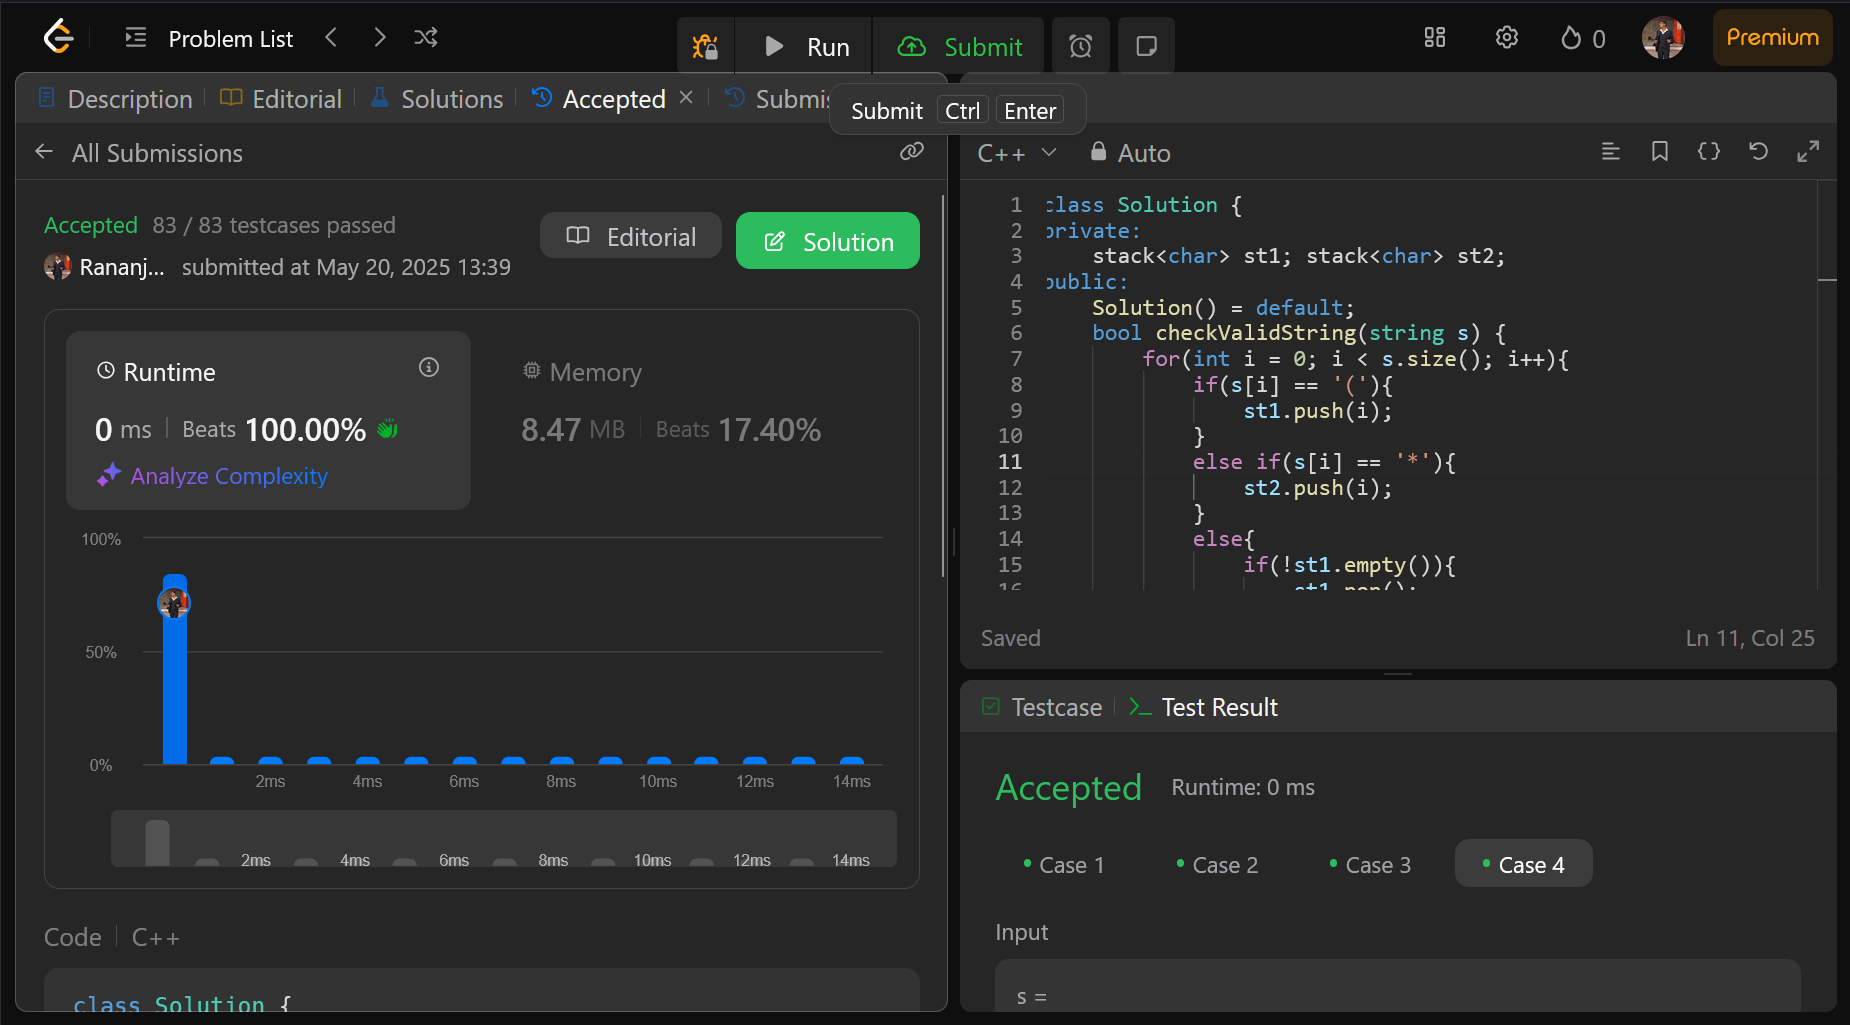 Problem List
Run
Submit
0
Premium
Description
Editorial
Solutions
Accepted
Submis
Submit Ctrl Enter
All Submissions
Accepted 83 / 83 testcases passed
Rananj... submitted at May 20, 2025 13:39
Editorial
Solution
Runtime
0 ms Beats 100.00%
Analyze Complexity
Memory
8.47 MB Beats 17.40%
100%
50%
0%
2ms 4ms 6ms 8ms 10ms 12ms 14ms
2ms 4ms 6ms 8ms 10ms 12ms 14ms
Code C++
class Solution {
C++ Auto
1 class Solution {
2 private:
3 stack<char> st1; stack<char> st2;
4 public:
5 Solution() = default;
6 bool checkValidString(string s) {
7 for(int i = 0; i < s.size(); i++){
8 if(s[i] == '('){
9 st1.push(i);
10 }
11 else if(s[i] == '*'){
12 st2.push(i);
13 }
14 else{
15 if(!st1.empty()){
16 st1.pop();
Saved
Ln 11, Col 25
Testcase
Test Result
Accepted Runtime: 0 ms
Case 1 Case 2 Case 3 Case 4
Input
s =